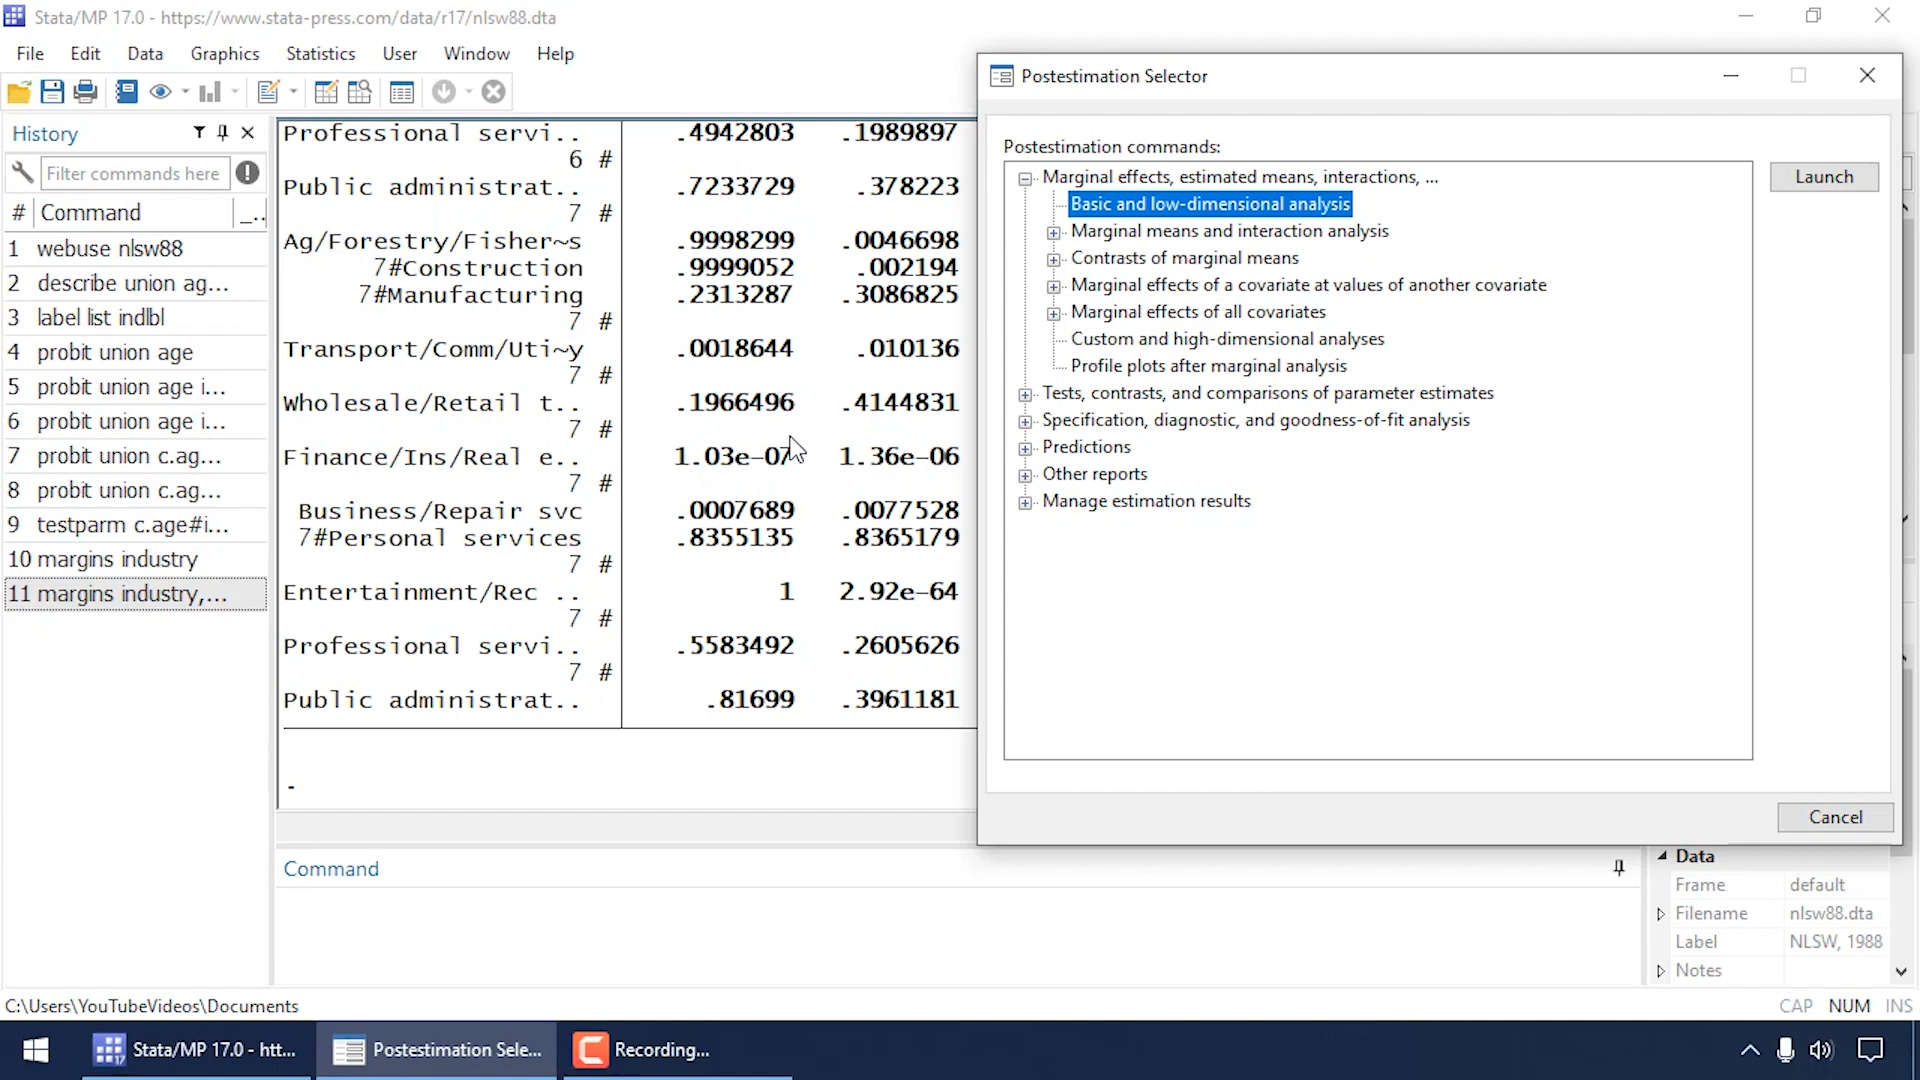 Stata/MP 17.0 - https://www.stata-press.com/data/r17/nlsw88.dta
File Edit Data Graphics Statistics User Window Help
History
Filter commands here
# Command _..
1 webuse nlsw88
2 describe union ag...
3 label list indlbl
4 probit union age
5 probit union age i...
6 probit union age i...
7 probit union c.ag...
8 probit union c.ag...
9 testparm c.age#i...
10 margins industry
11 margins industry,...
Professional servi.. .4942803 .1989897
6 #
Public administrat.. .7233729 .378223
7 #
Ag/Forestry/Fisher~s .9998299 .0046698
7#Construction .9999052 .002194
7#Manufacturing .2313287 .3086825
7 #
Transport/Comm/Uti~y .0018644 .010136
7 #
Wholesale/Retail t.. .1966496 .4144831
7 #
Finance/Ins/Real e.. 1.03e-07 1.36e-06
7 #
Business/Repair svc .0007689 .0077528
7#Personal services .8355135 .8365179
7 #
Entertainment/Rec .. 1 2.92e-64
7 #
Professional servi.. .5583492 .2605626
7 #
Public administrat.. .81699 .3961181
-
Command
Postestimation Selector
Postestimation commands:
Marginal effects, estimated means, interactions, ...
Basic and low-dimensional analysis
Marginal means and interaction analysis
Contrasts of marginal means
Marginal effects of a covariate at values of another covariate
Marginal effects of all covariates
Custom and high-dimensional analyses
Profile plots after marginal analysis
Tests, contrasts, and comparisons of parameter estimates
Specification, diagnostic, and goodness-of-fit analysis
Predictions
Other reports
Manage estimation results
Launch
Cancel
Data
Frame default
Filename nlsw88.dta
Label NLSW, 1988
Notes
C:\Users\YouTubeVideos\Documents
CAP NUM INS
Stata/MP 17.0 - htt...
Postestimation Sele...
Recording...